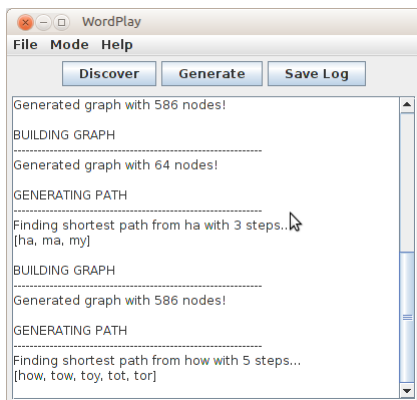 WordPlay
File Mode Help
Discover Generate Save Log
Generated graph with 586 nodes!
BUILDING GRAPH
------------------------------------------------------------
Generated graph with 64 nodes!
GENERATING PATH
------------------------------------------------------------
Finding shortest path from ha with 3 steps...
[ha, ma, my]
BUILDING GRAPH
------------------------------------------------------------
Generated graph with 586 nodes!
GENERATING PATH
------------------------------------------------------------
Finding shortest path from how with 5 steps...
[how, tow, toy, tot, tor]